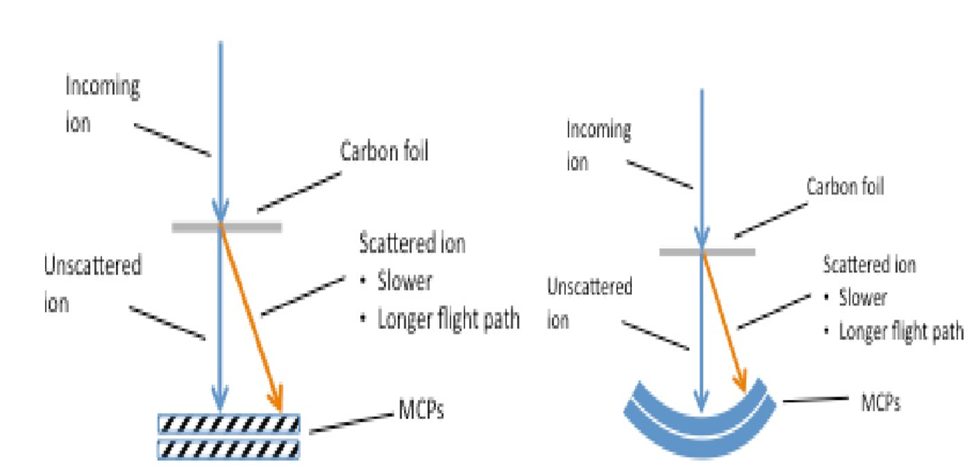 Incoming
ion
Carbon foil
Unscattered
ion
Scattered ion
• Slower
• Longer flight path
MCPs
Incoming
ion
Carbon foil
Unscattered
ion
Scattered ion
• Slower
• Longer flight path
MCPs